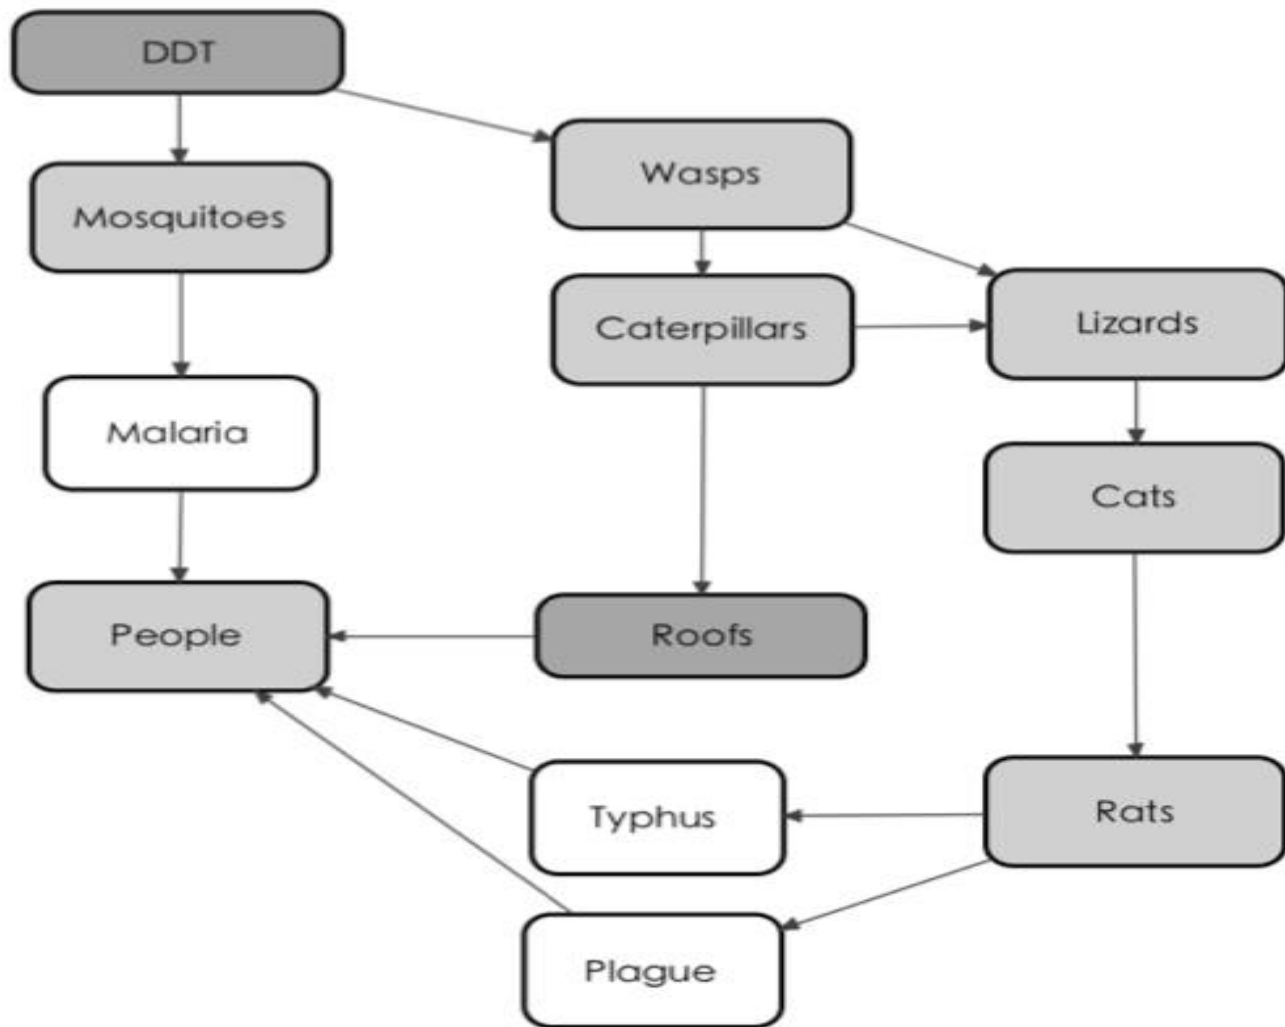 DDT
Wasps
Mosquitoes
Caterpillars
Lizards
Malaria
Cats
People
Roofs
Typhus
Rats
Plague